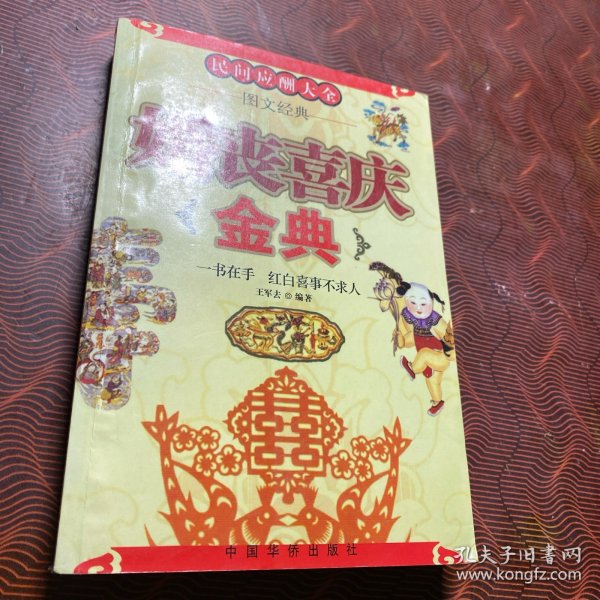 民间应酬大全
图文经典
婚丧喜庆
金典
一书在手 红白喜事不求人
王军云◎编著
囍
中国华侨出版社
孔夫子旧书网
www.kongfz.com